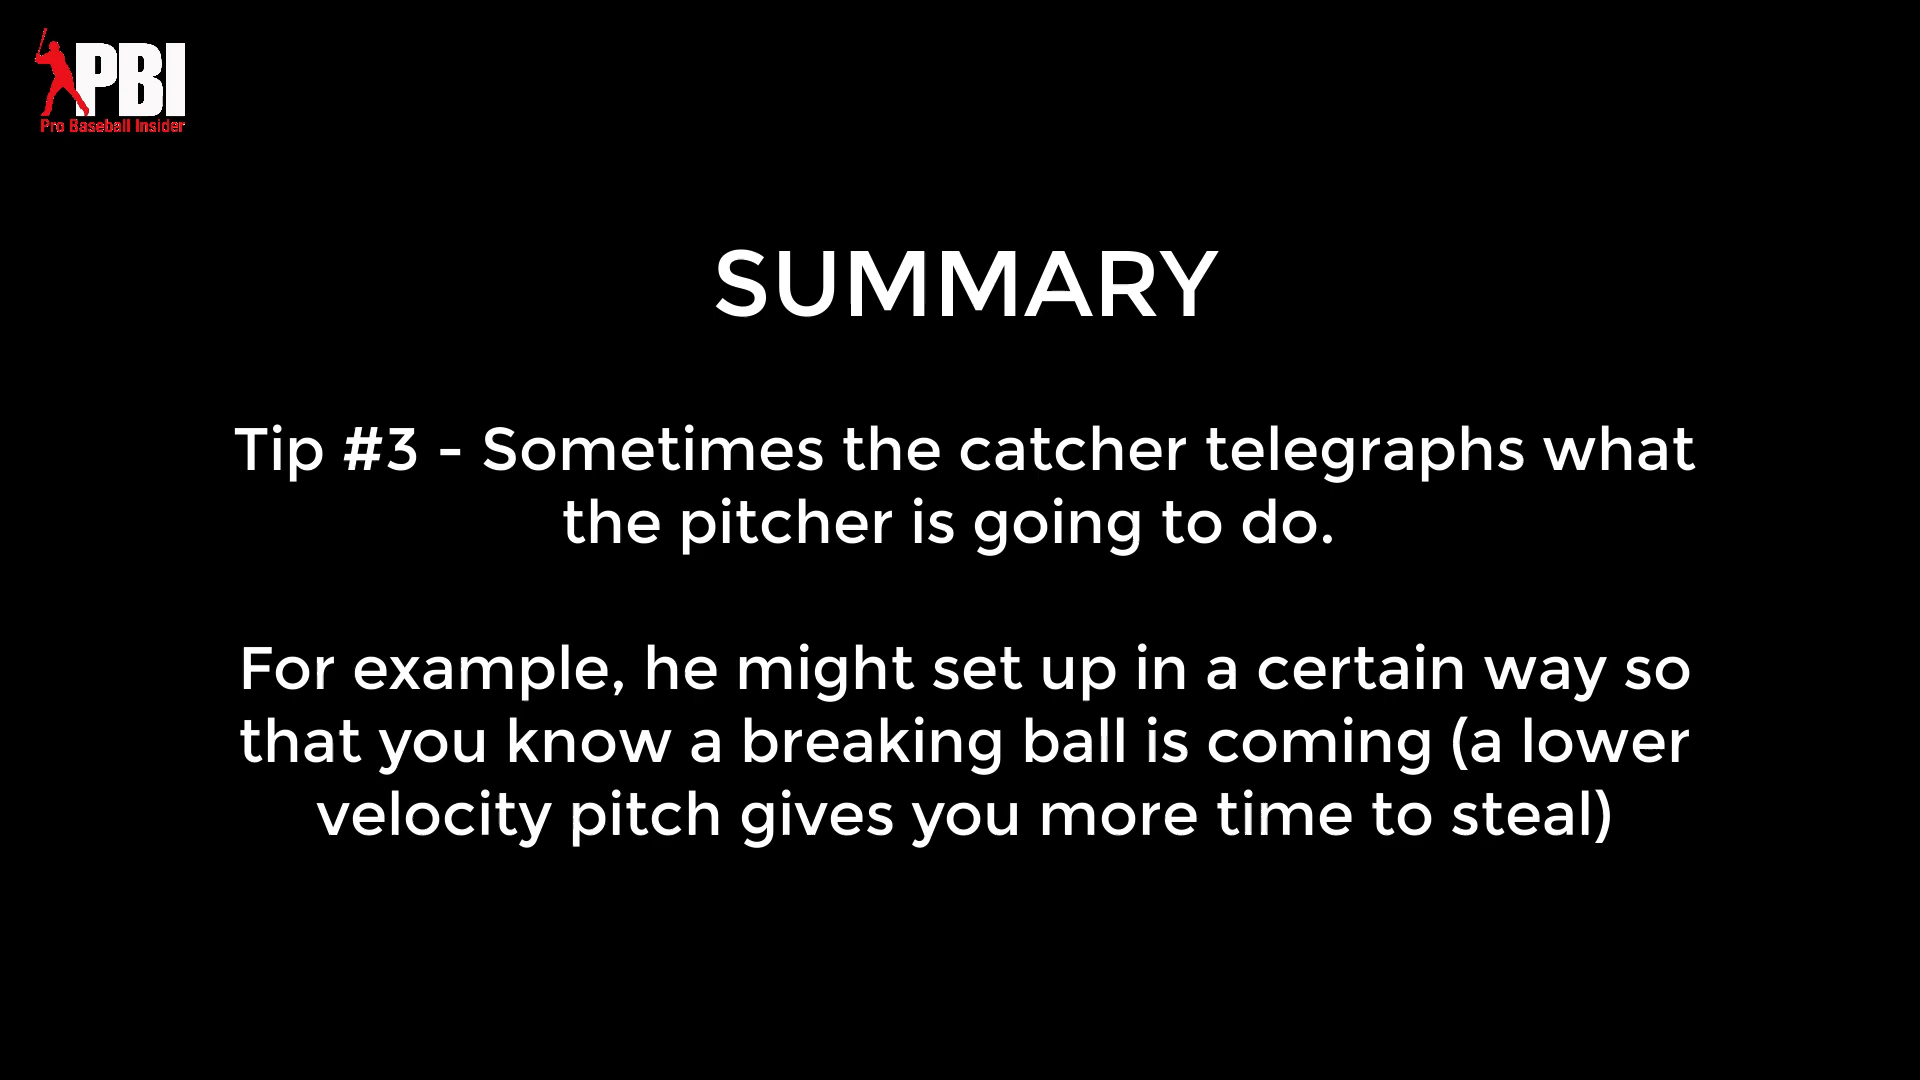 PBI
Pro Baseball Insider
SUMMARY
Tip #3 - Sometimes the catcher telegraphs what
the pitcher is going to do.
For example, he might set up in a certain way so
that you know a breaking ball is coming (a lower
velocity pitch gives you more time to steal)